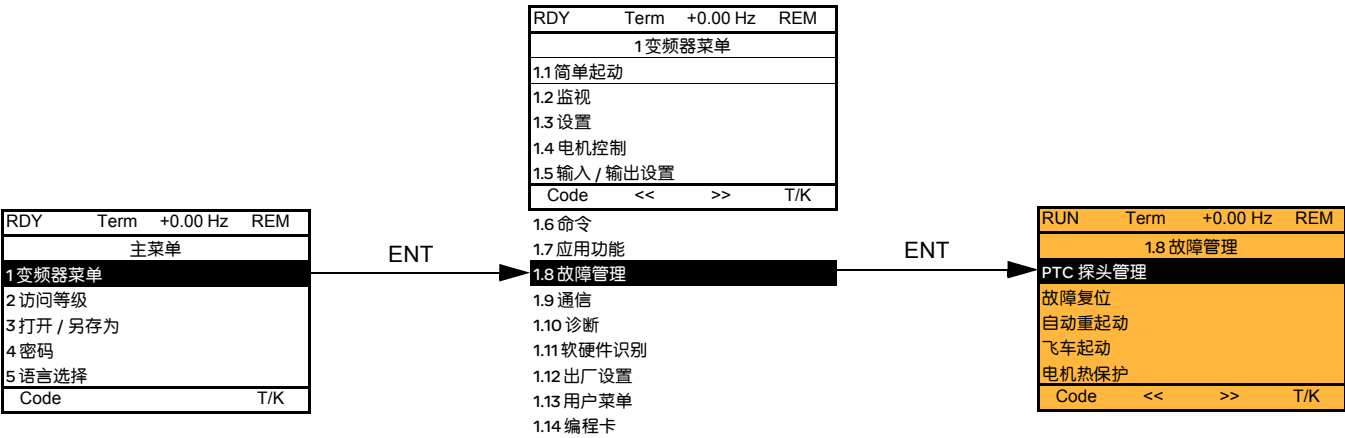 RDY Term +0.00 Hz REM
主菜单
1 变频器菜单
2 访问等级
3 打开 / 另存为
4 密码
5 语言选择
Code T/K
ENT
RDY Term +0.00 Hz REM
1 变频器菜单
1.1 简单起动
1.2 监视
1.3 设置
1.4 电机控制
1.5 输入 / 输出设置
Code << >> T/K
1.6 命令
1.7 应用功能
1.8 故障管理
1.9 通信
1.10 诊断
1.11 软硬件识别
1.12 出厂设置
1.13 用户菜单
1.14 编程卡
ENT
RUN Term +0.00 Hz REM
1.8 故障管理
PTC 探头管理
故障复位
自动重起动
飞车起动
电机热保护
Code << >> T/K